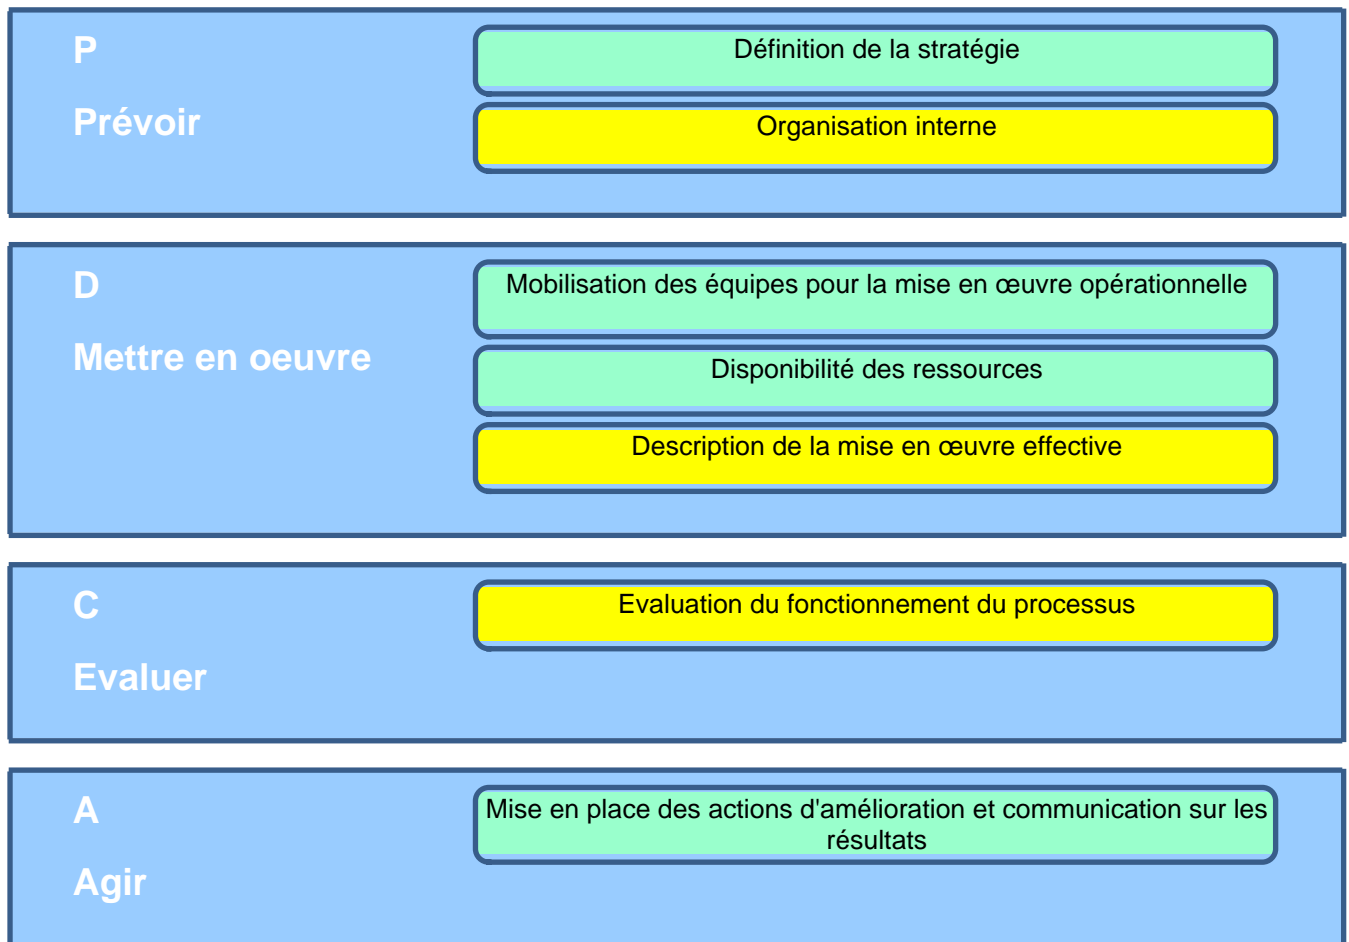 P
Prévoir
Définition de la stratégie
Organisation interne
D
Mettre en oeuvre
Mobilisation des équipes pour la mise en œuvre opérationnelle
Disponibilité des ressources
Description de la mise en œuvre effective
C
Evaluer
Evaluation du fonctionnement du processus
A
Agir
Mise en place des actions d'amélioration et communication sur les
résultats